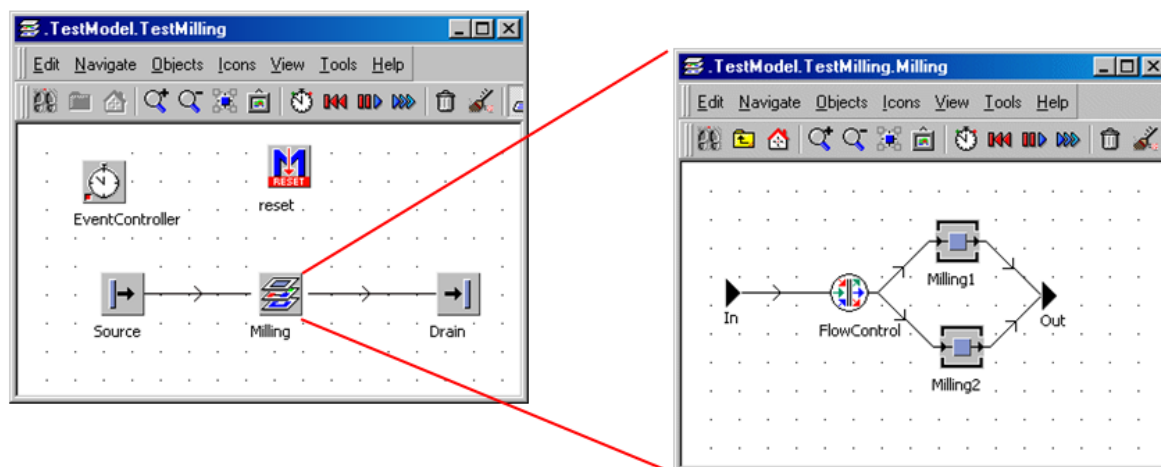 .TestModel.TestMilling
Edit Navigate Objects Icons View Tools Help
M
RESET
reset
EventController
Source
Milling
Drain
.TestModel.TestMilling.Milling
Edit Navigate Objects Icons View Tools Help
Milling1
In
FlowControl
Out
Milling2